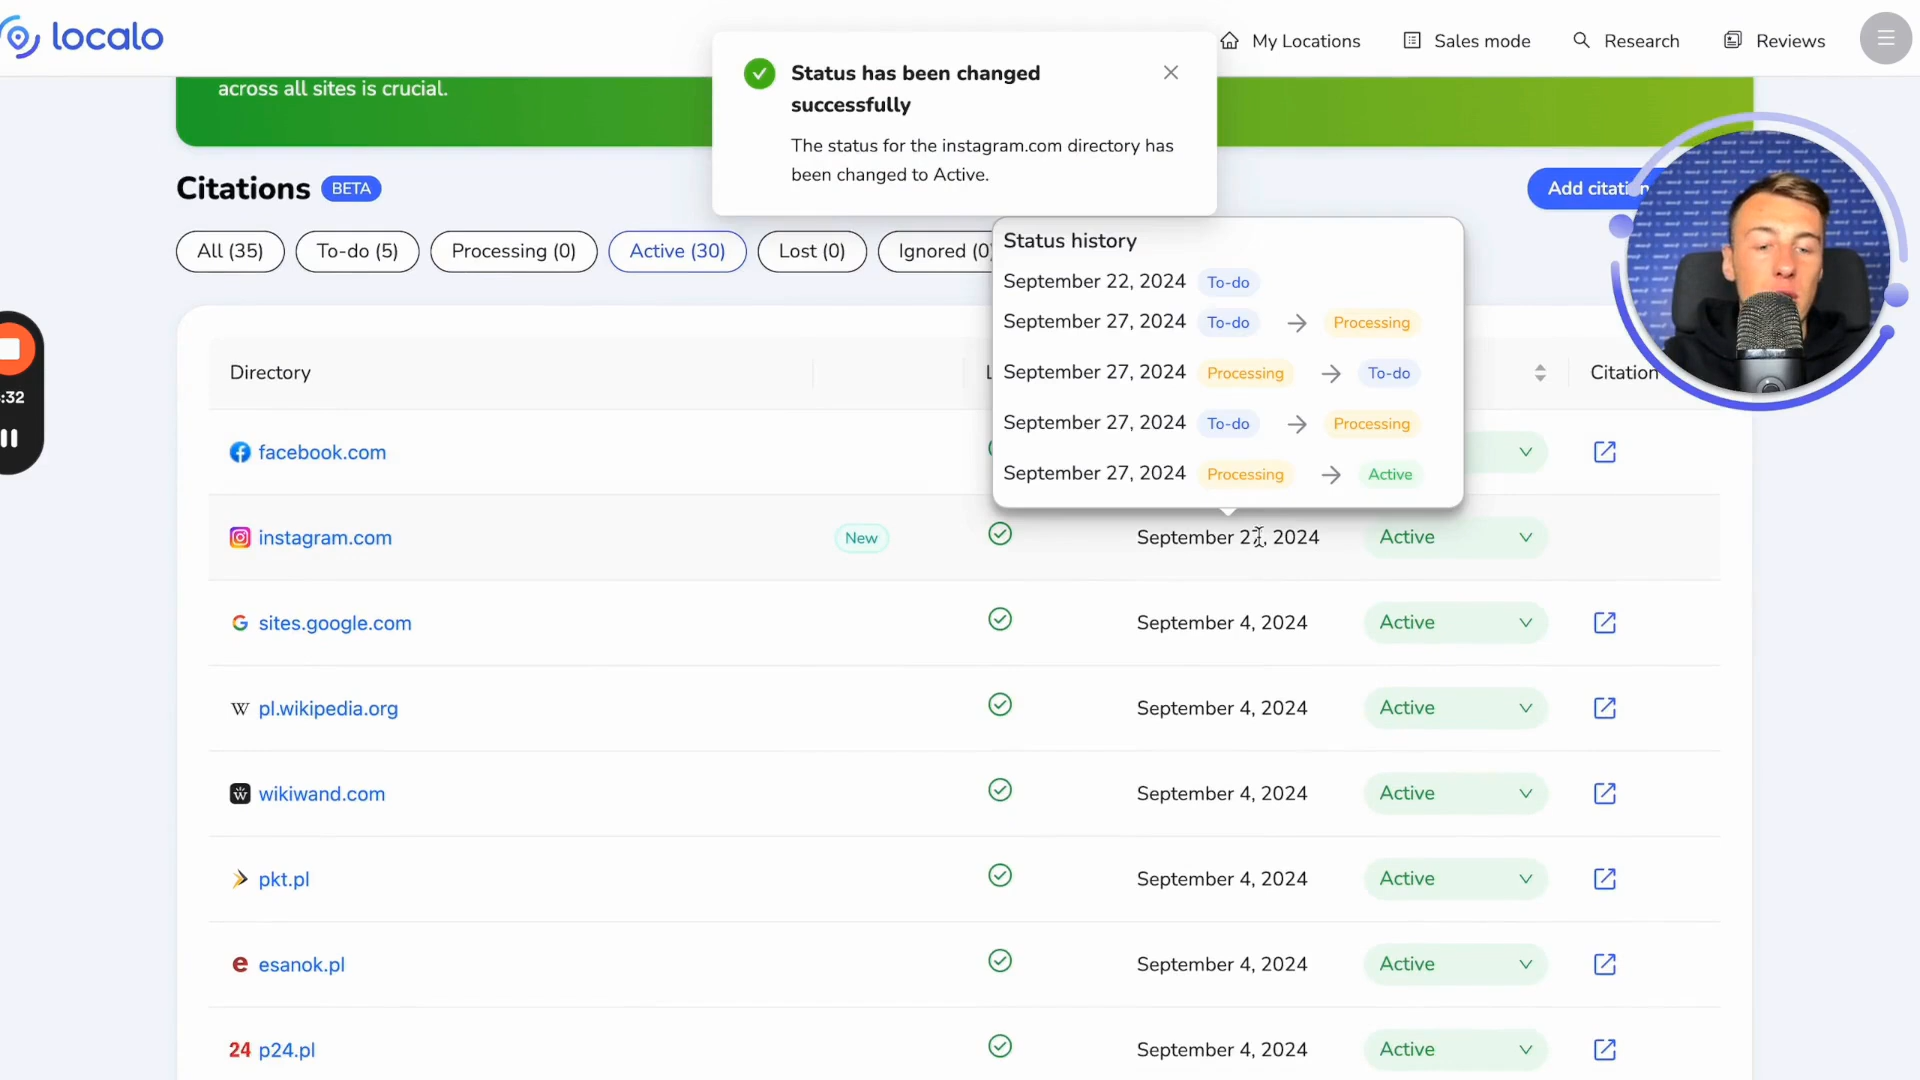 localo
My Locations
Sales mode
Research
Reviews
across all sites is crucial.
Status has been changed
successfully
The status for the instagram.com directory has
been changed to Active.
Citations BETA
All (35)
To-do (5)
Processing (0)
Active (30)
Lost (0)
Ignored (0)
Status history
September 22, 2024 To-do
September 27, 2024 To-do → Processing
September 27, 2024 Processing → To-do
September 27, 2024 To-do → Processing
September 27, 2024 Processing → Active
:32
Directory
Citation
facebook.com
instagram.com New September 27, 2024 Active
sites.google.com September 4, 2024 Active
W pl.wikipedia.org September 4, 2024 Active
wikiwand.com September 4, 2024 Active
pkt.pl September 4, 2024 Active
e esanok.pl September 4, 2024 Active
24 p24.pl September 4, 2024 Active